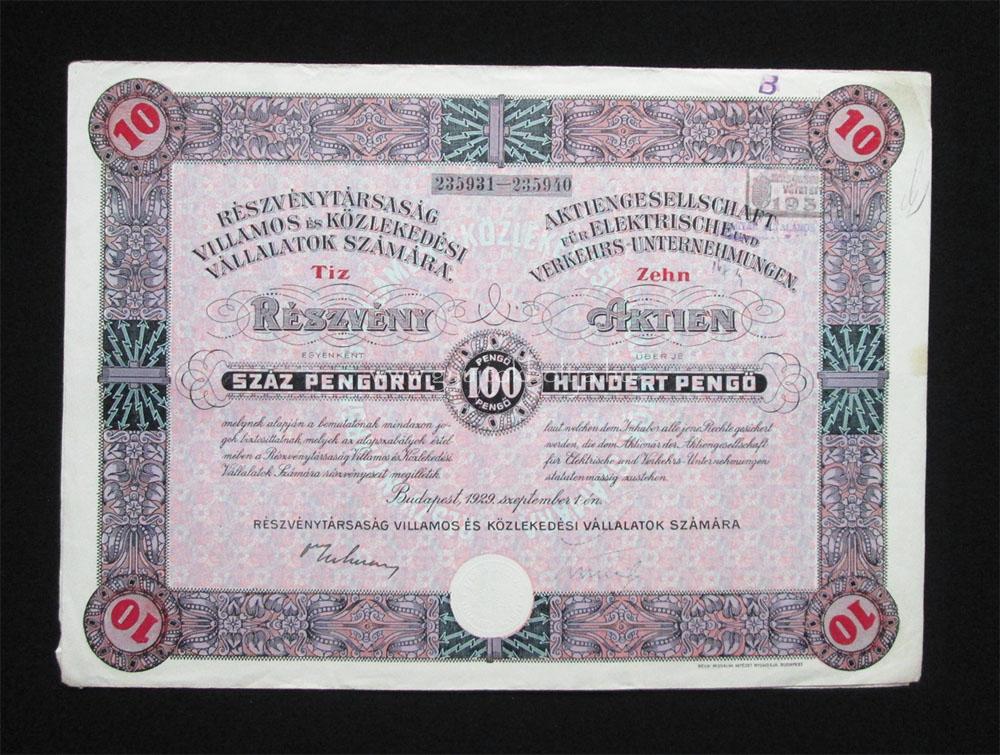 B
10
10
235931—235940
RÉSZVÉNYTÁRSASÁG
VILLAMOS ÉS KÖZLEKEDÉSI
VÁLLALATOK SZÁMÁRA.
Tiz
RÉSZVÉNY
EGYENKÉNT
SZÁZ PENGŐRŐL
AKTIENGESELLSCHAFT
FÜR ELEKTRISCHE UND
VERKEHRS-UNTERNEHMUNGEN.
Zehn
AKTIEN
ÜBER JE
HUNDERT PENGŐ
PENGŐ
100
PENGŐ
melynek alapján a bemutatónak mindazon jo-
gok biztosíttatnak, melyek az alapszabályok értel-
mében a Részvénytársaság Villamos és Közlekedési
Vállalatok Számára részvényeseit megilletik.
laut welchen dem Inhaber alle jene Rechte gesichert
werden, die dem Aktionär der Aktiengesellschaft
für Elektrische und Verkehrs-Unternehmungen
statutenmässig zustehen.
Budapest, 1929. szeptember 1-én.
RÉSZVÉNYTÁRSASÁG VILLAMOS ÉS KÖZLEKEDÉSI VÁLLALATOK SZÁMÁRA
10
10